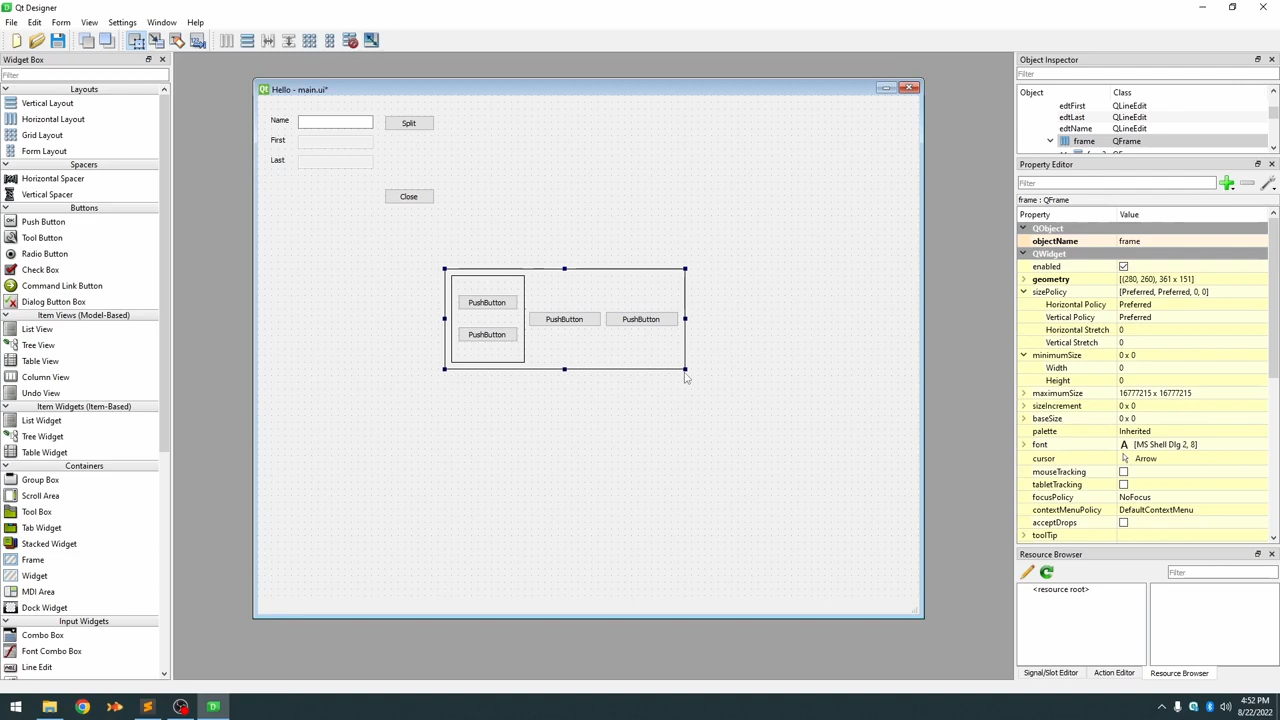 Qt Designer
File Edit Form View Settings Window Help
Widget Box
Filter
Layouts
Vertical Layout
Horizontal Layout
Grid Layout
Form Layout
Spacers
Horizontal Spacer
Vertical Spacer
Buttons
Push Button
Tool Button
Radio Button
Check Box
Command Link Button
Dialog Button Box
Item Views (Model-Based)
List View
Tree View
Table View
Column View
Undo View
Item Widgets (Item-Based)
List Widget
Tree Widget
Table Widget
Containers
Group Box
Scroll Area
Tool Box
Tab Widget
Stacked Widget
Frame
Widget
MDI Area
Dock Widget
Input Widgets
Combo Box
Font Combo Box
Line Edit
Hello - main.ui*
Name
Split
First
Last
Close
PushButton
PushButton
PushButton
PushButton
Object Inspector
Filter
Object Class
edtFirst QLineEdit
edtLast QLineEdit
edtName QLineEdit
frame QFrame
Property Editor
Filter
frame : QFrame
Property Value
QObject
objectName frame
QWidget
enabled
geometry [(280, 260), 361 x 151]
sizePolicy [Preferred, Preferred, 0, 0]
Horizontal Policy Preferred
Vertical Policy Preferred
Horizontal Stretch 0
Vertical Stretch 0
minimumSize 0 x 0
Width 0
Height 0
maximumSize 16777215 x 16777215
sizeIncrement 0 x 0
baseSize 0 x 0
palette Inherited
font A [MS Shell Dlg 2, 8]
cursor Arrow
mouseTracking
tabletTracking
focusPolicy NoFocus
contextMenuPolicy DefaultContextMenu
acceptDrops
toolTip
Resource Browser
Filter
<resource root>
Signal/Slot Editor Action Editor Resource Browser
4:52 PM
8/22/2022